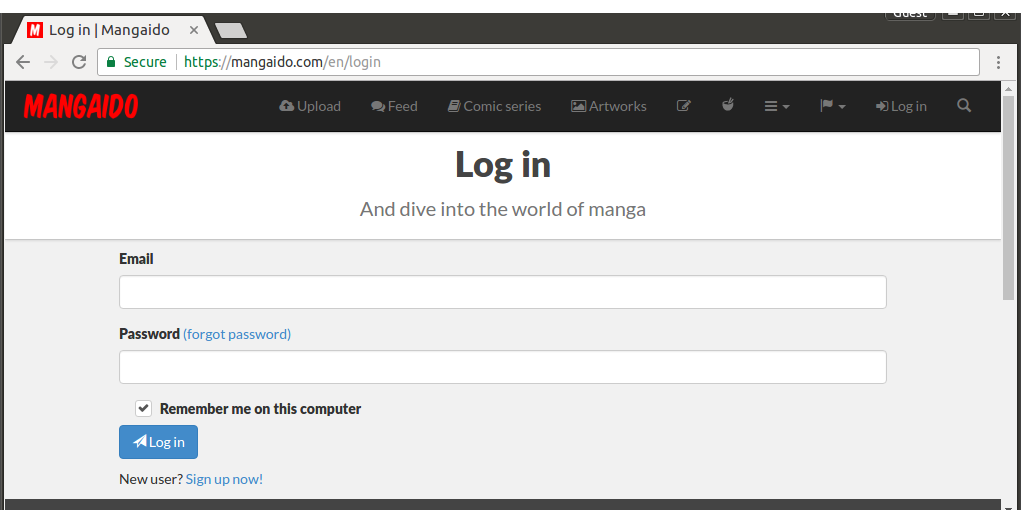 Guest
Log in | Mangaido
Secure https://mangaido.com/en/login
MANGAIDO Upload Feed Comic series Artworks Log in
Log in
And dive into the world of manga
Email
Password (forgot password)
Remember me on this computer
Log in
New user? Sign up now!